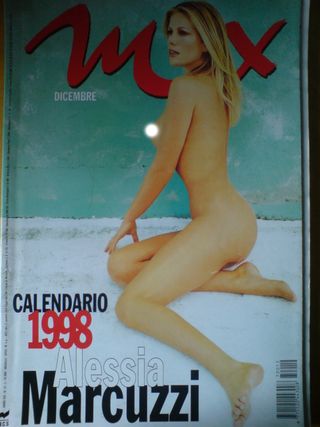 max
DICEMBRE
CALENDARIO
1998
Alessia
Marcuzzi